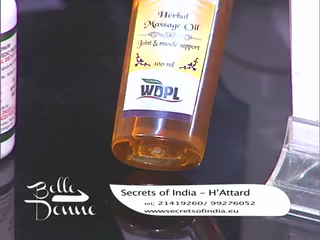 Herbal
Massage Oil
Joint & muscle support
100 ml
WDPL
Belle
Donne
Secrets of India - H'Attard
tel; 21419260/ 99276052
www.secretsofindia.eu